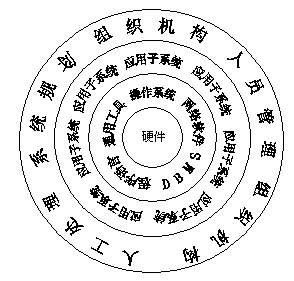 组织机构
人员管理
组织机构
人工处理
系统规划
应用子系统
应用子系统
应用子系统
应用子系统
应用子系统
应用子系统
应用子系统
操作系统
网络软件
DBMS
程序语言
通用工具
硬件